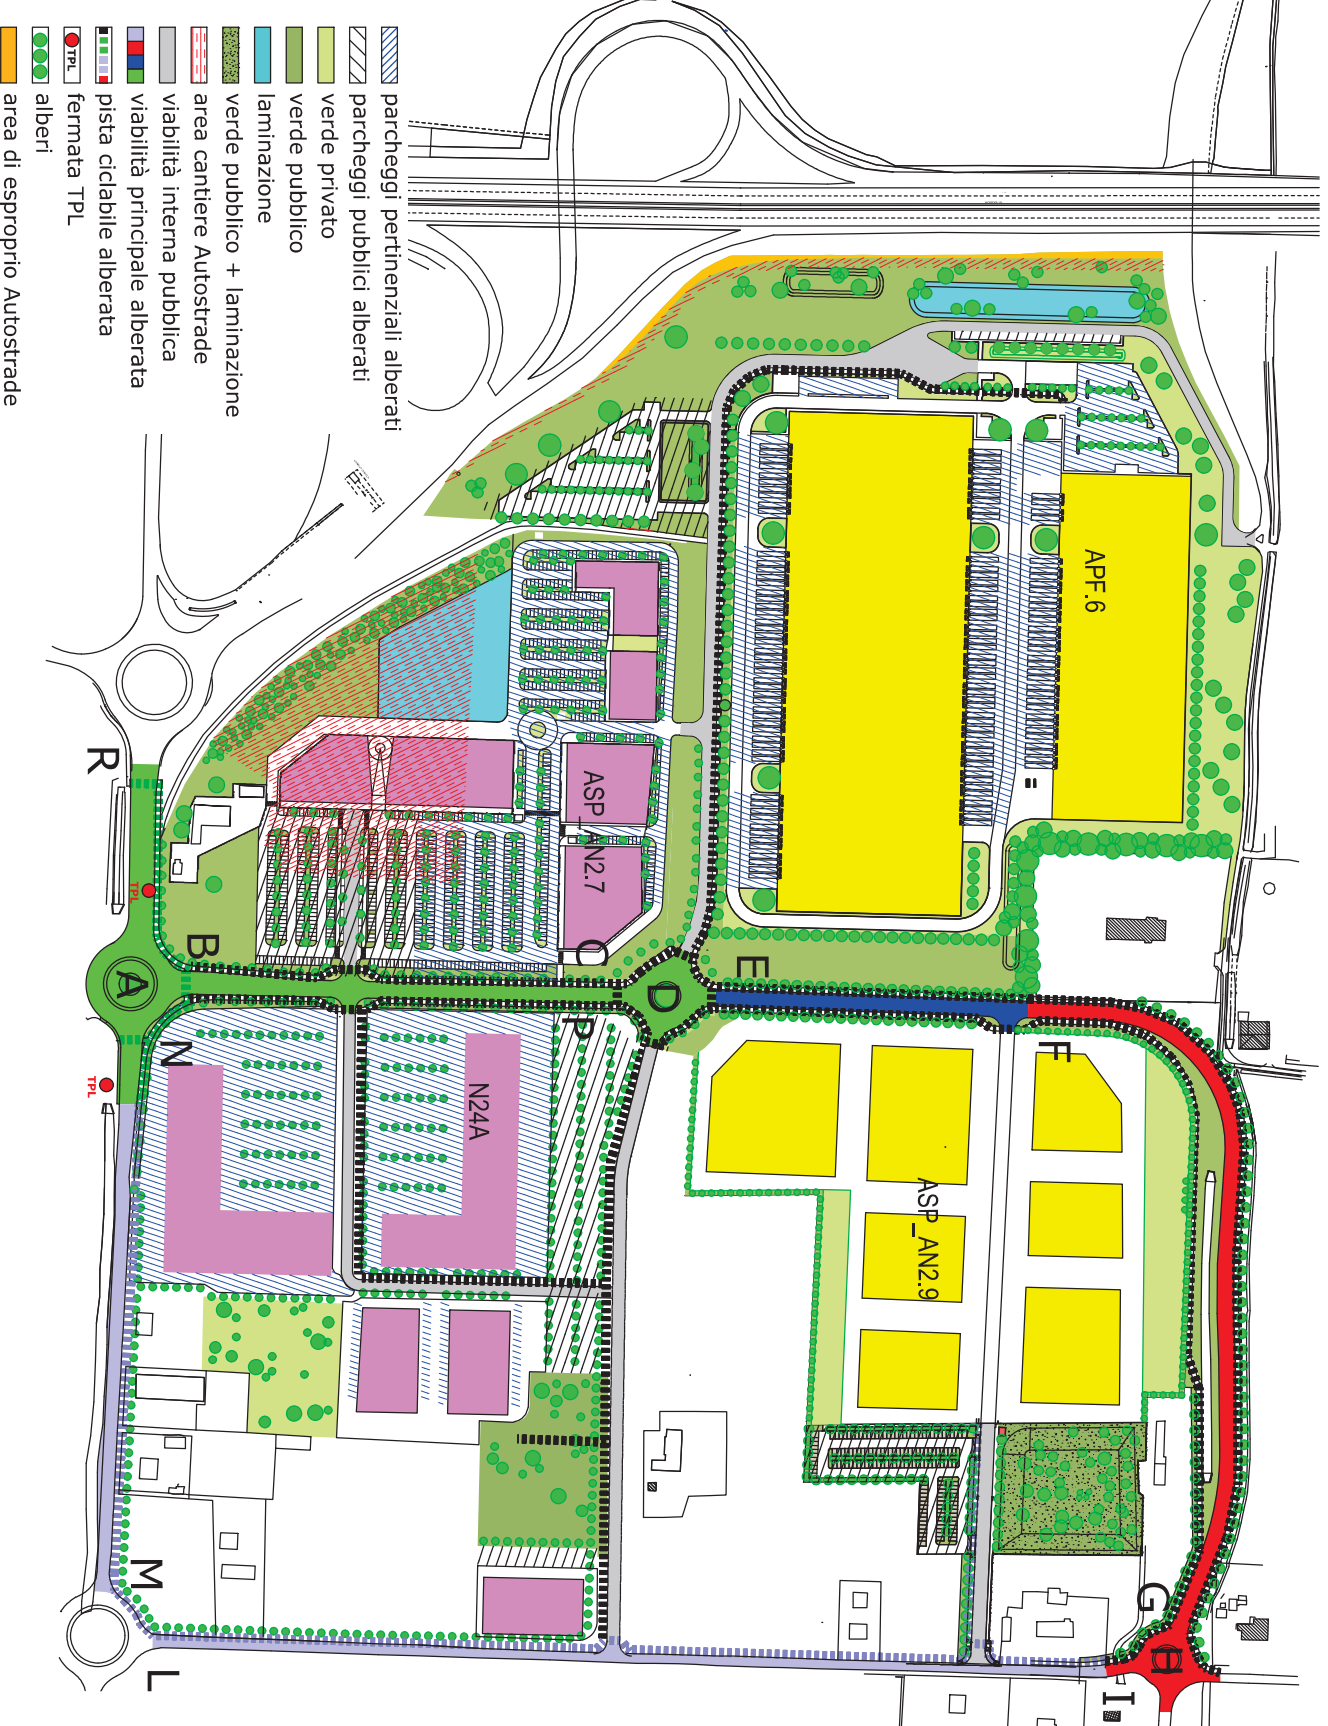 parcheggi pertinenziali alberati
parcheggi pubblici alberati
verde privato
verde pubblico
laminazione
verde pubblico + laminazione
area cantiere Autostrade
viabilità interna pubblica
viabilità principale alberata
pista ciclabile alberata
TPL fermata TPL
alberi
area di esproprio Autostrade
APF.6
ASP_AN2.7
ASP_AN2.9
N24A
R
B
A
N
C
D
P
E
F
G
H
I
L
M
TPL
TPL